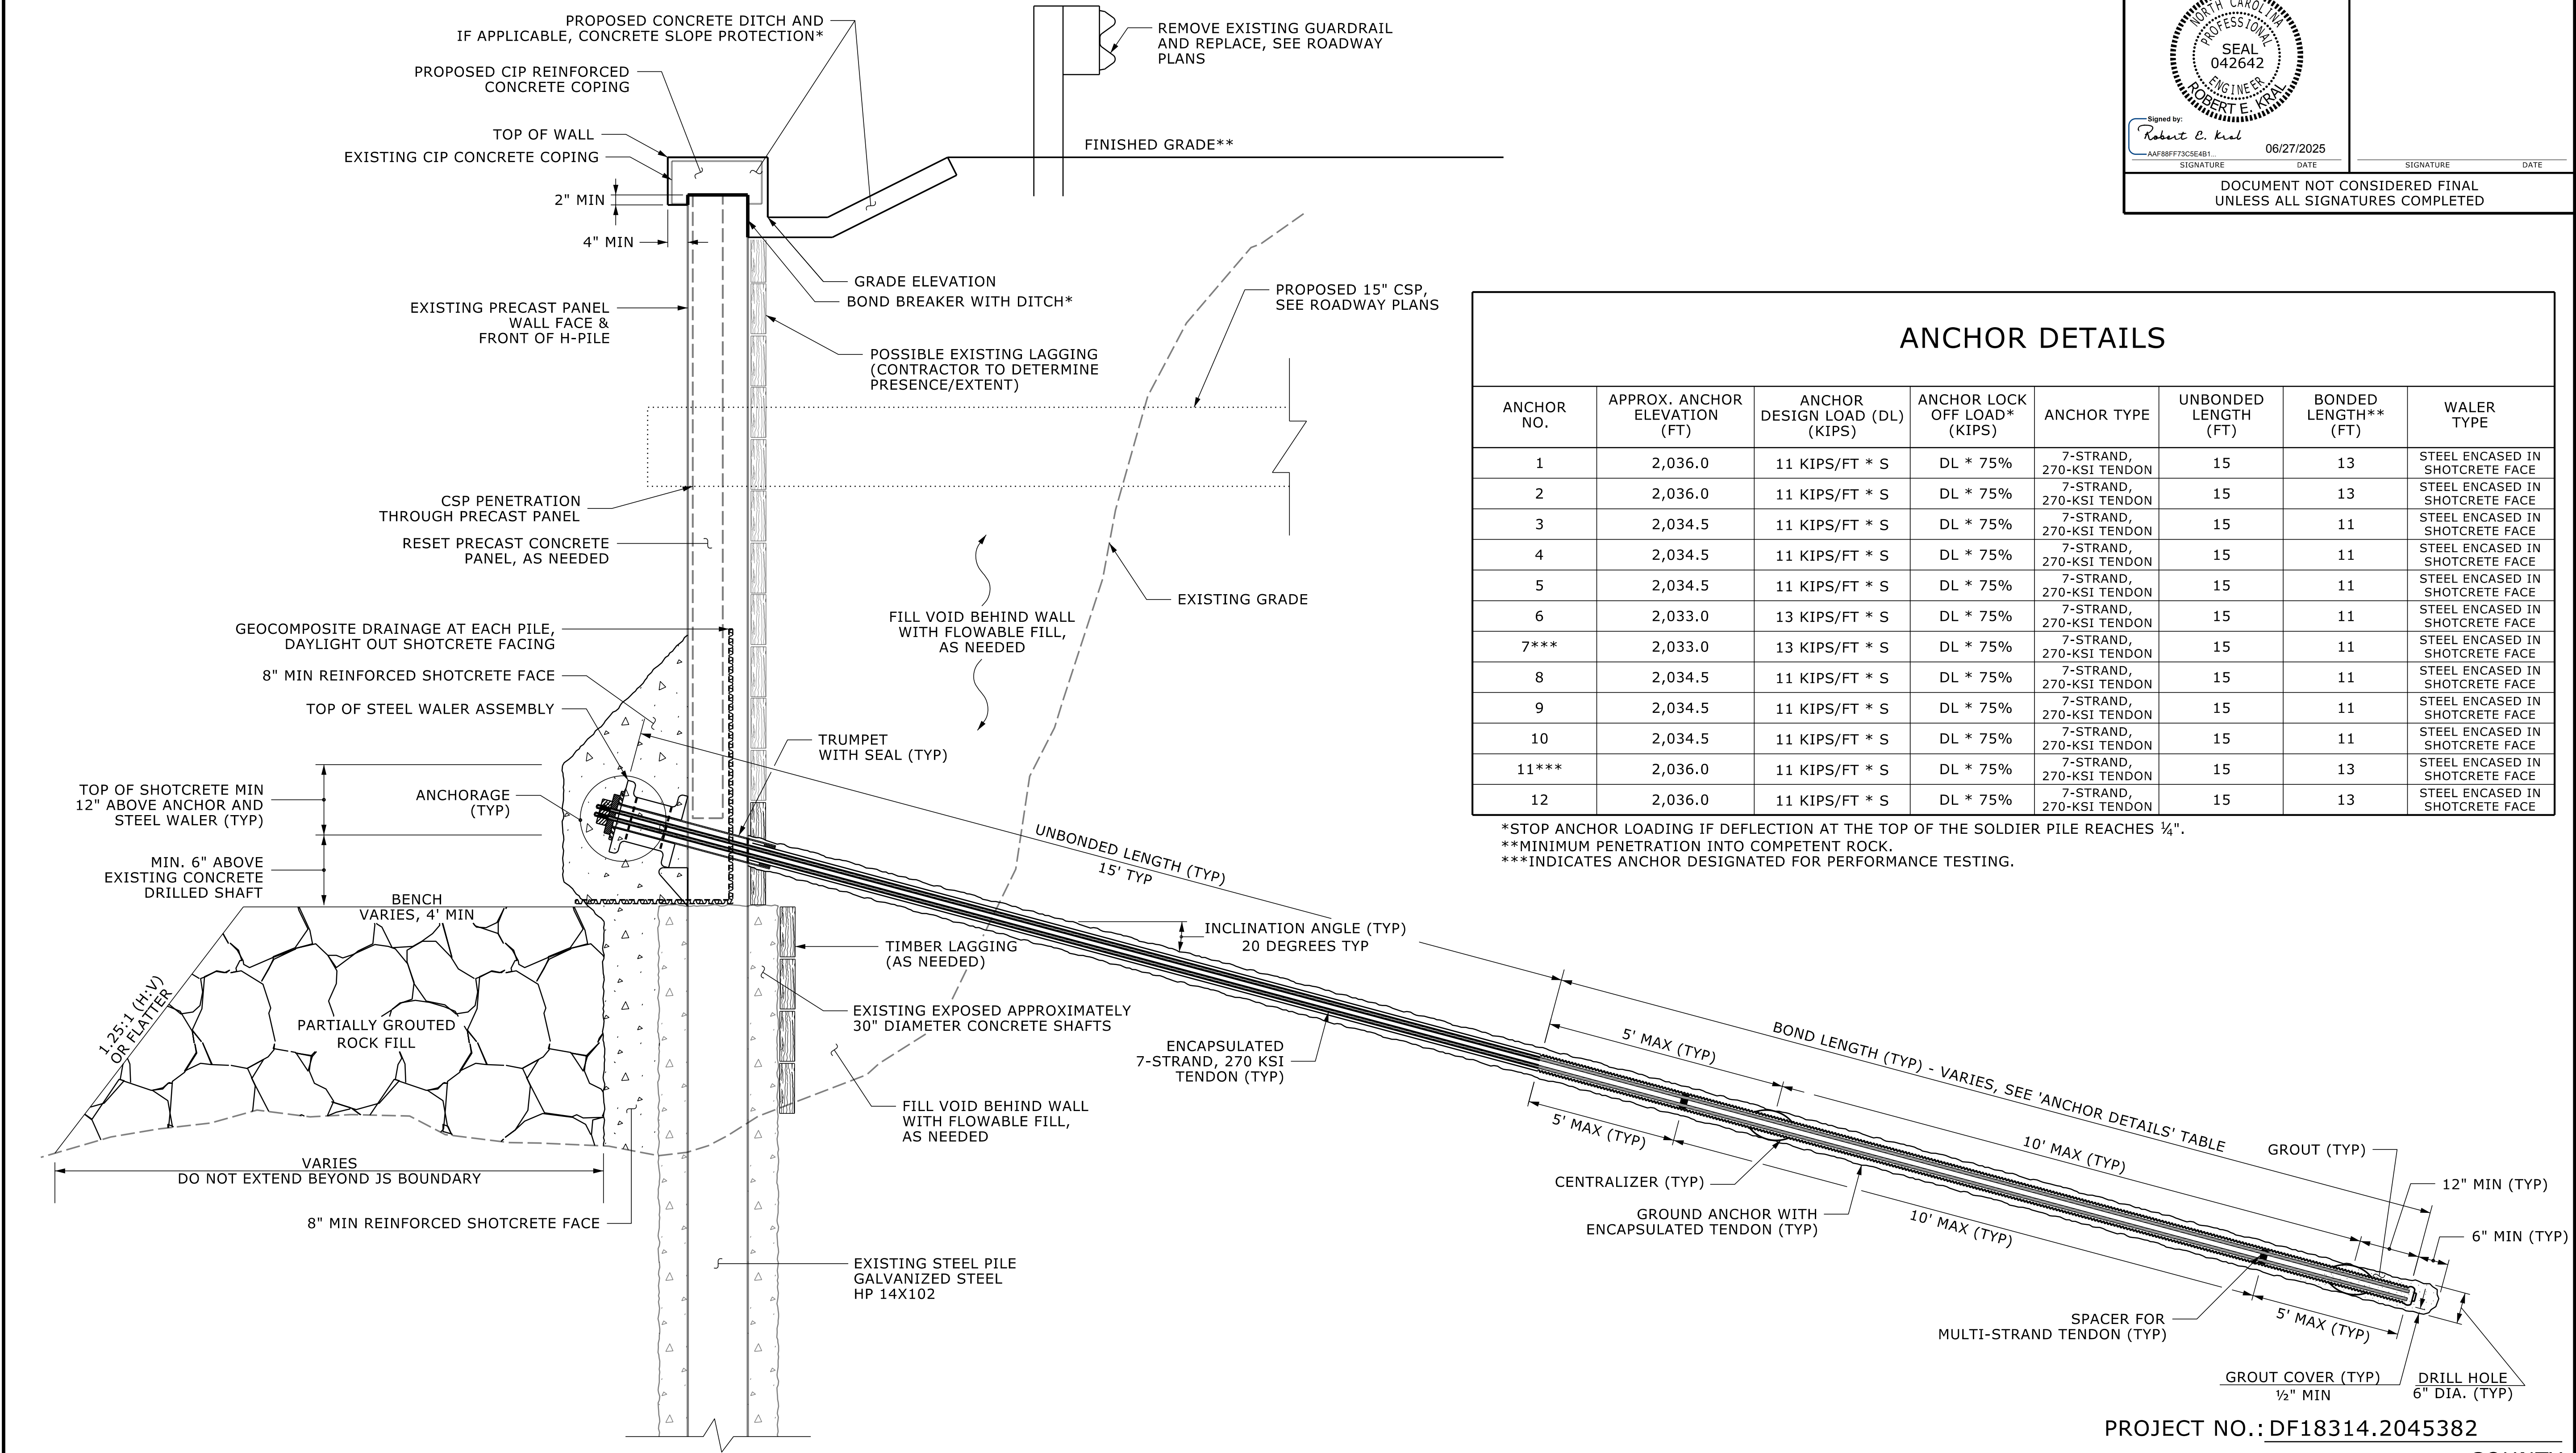 PROPOSED CONCRETE DITCH AND
IF APPLICABLE, CONCRETE SLOPE PROTECTION*
PROPOSED CIP REINFORCED
CONCRETE COPING
TOP OF WALL
EXISTING CIP CONCRETE COPING
2" MIN
4" MIN
REMOVE EXISTING GUARDRAIL
AND REPLACE, SEE ROADWAY
PLANS
FINISHED GRADE**
NORTH CAROLINA
PROFESSIONAL
SEAL
042642
ENGINEER
ROBERT E. KRAL
Signed by:
Robert E. Kral
AAF88FF73C5E4B1...
06/27/2025
SIGNATURE DATE
SIGNATURE DATE
DOCUMENT NOT CONSIDERED FINAL
UNLESS ALL SIGNATURES COMPLETED
GRADE ELEVATION
BOND BREAKER WITH DITCH*
EXISTING PRECAST PANEL
WALL FACE &
FRONT OF H-PILE
POSSIBLE EXISTING LAGGING
(CONTRACTOR TO DETERMINE
PRESENCE/EXTENT)
PROPOSED 15" CSP,
SEE ROADWAY PLANS
CSP PENETRATION
THROUGH PRECAST PANEL
RESET PRECAST CONCRETE
PANEL, AS NEEDED
EXISTING GRADE
FILL VOID BEHIND WALL
WITH FLOWABLE FILL,
AS NEEDED
GEOCOMPOSITE DRAINAGE AT EACH PILE,
DAYLIGHT OUT SHOTCRETE FACING
8" MIN REINFORCED SHOTCRETE FACE
TOP OF STEEL WALER ASSEMBLY
TRUMPET
WITH SEAL (TYP)
TOP OF SHOTCRETE MIN
12" ABOVE ANCHOR AND
STEEL WALER (TYP)
ANCHORAGE
(TYP)
MIN. 6" ABOVE
EXISTING CONCRETE
DRILLED SHAFT
BENCH
VARIES, 4' MIN
1.25:1 (H:V)
OR FLATTER
PARTIALLY GROUTED
ROCK FILL
VARIES
DO NOT EXTEND BEYOND JS BOUNDARY
8" MIN REINFORCED SHOTCRETE FACE
UNBONDED LENGTH (TYP)
15' TYP
INCLINATION ANGLE (TYP)
20 DEGREES TYP
TIMBER LAGGING
(AS NEEDED)
EXISTING EXPOSED APPROXIMATELY
30" DIAMETER CONCRETE SHAFTS
ENCAPSULATED
7-STRAND, 270 KSI
TENDON (TYP)
FILL VOID BEHIND WALL
WITH FLOWABLE FILL,
AS NEEDED
EXISTING STEEL PILE
GALVANIZED STEEL
HP 14X102
ANCHOR DETAILS
ANCHOR
NO.
APPROX. ANCHOR
ELEVATION
(FT)
ANCHOR
DESIGN LOAD (DL)
(KIPS)
ANCHOR LOCK
OFF LOAD*
(KIPS)
ANCHOR TYPE
UNBONDED
LENGTH
(FT)
BONDED
LENGTH**
(FT)
WALER
TYPE
1 2,036.0 11 KIPS/FT * S DL * 75% 7-STRAND, 270-KSI TENDON 15 13 STEEL ENCASED IN SHOTCRETE FACE
2 2,036.0 11 KIPS/FT * S DL * 75% 7-STRAND, 270-KSI TENDON 15 13 STEEL ENCASED IN SHOTCRETE FACE
3 2,034.5 11 KIPS/FT * S DL * 75% 7-STRAND, 270-KSI TENDON 15 11 STEEL ENCASED IN SHOTCRETE FACE
4 2,034.5 11 KIPS/FT * S DL * 75% 7-STRAND, 270-KSI TENDON 15 11 STEEL ENCASED IN SHOTCRETE FACE
5 2,034.5 11 KIPS/FT * S DL * 75% 7-STRAND, 270-KSI TENDON 15 11 STEEL ENCASED IN SHOTCRETE FACE
6 2,033.0 13 KIPS/FT * S DL * 75% 7-STRAND, 270-KSI TENDON 15 11 STEEL ENCASED IN SHOTCRETE FACE
7*** 2,033.0 13 KIPS/FT * S DL * 75% 7-STRAND, 270-KSI TENDON 15 11 STEEL ENCASED IN SHOTCRETE FACE
8 2,034.5 11 KIPS/FT * S DL * 75% 7-STRAND, 270-KSI TENDON 15 11 STEEL ENCASED IN SHOTCRETE FACE
9 2,034.5 11 KIPS/FT * S DL * 75% 7-STRAND, 270-KSI TENDON 15 11 STEEL ENCASED IN SHOTCRETE FACE
10 2,034.5 11 KIPS/FT * S DL * 75% 7-STRAND, 270-KSI TENDON 15 11 STEEL ENCASED IN SHOTCRETE FACE
11*** 2,036.0 11 KIPS/FT * S DL * 75% 7-STRAND, 270-KSI TENDON 15 13 STEEL ENCASED IN SHOTCRETE FACE
12 2,036.0 11 KIPS/FT * S DL * 75% 7-STRAND, 270-KSI TENDON 15 13 STEEL ENCASED IN SHOTCRETE FACE
*STOP ANCHOR LOADING IF DEFLECTION AT THE TOP OF THE SOLDIER PILE REACHES ¼".
**MINIMUM PENETRATION INTO COMPETENT ROCK.
***INDICATES ANCHOR DESIGNATED FOR PERFORMANCE TESTING.
BOND LENGTH (TYP) - VARIES, SEE 'ANCHOR DETAILS' TABLE
5' MAX (TYP)
5' MAX (TYP)
10' MAX (TYP)
GROUT (TYP)
12" MIN (TYP)
6" MIN (TYP)
CENTRALIZER (TYP)
GROUND ANCHOR WITH
ENCAPSULATED TENDON (TYP)
10' MAX (TYP)
SPACER FOR
MULTI-STRAND TENDON (TYP)
5' MAX (TYP)
GROUT COVER (TYP)
½" MIN
DRILL HOLE
6" DIA. (TYP)
PROJECT NO.: DF18314.2045382